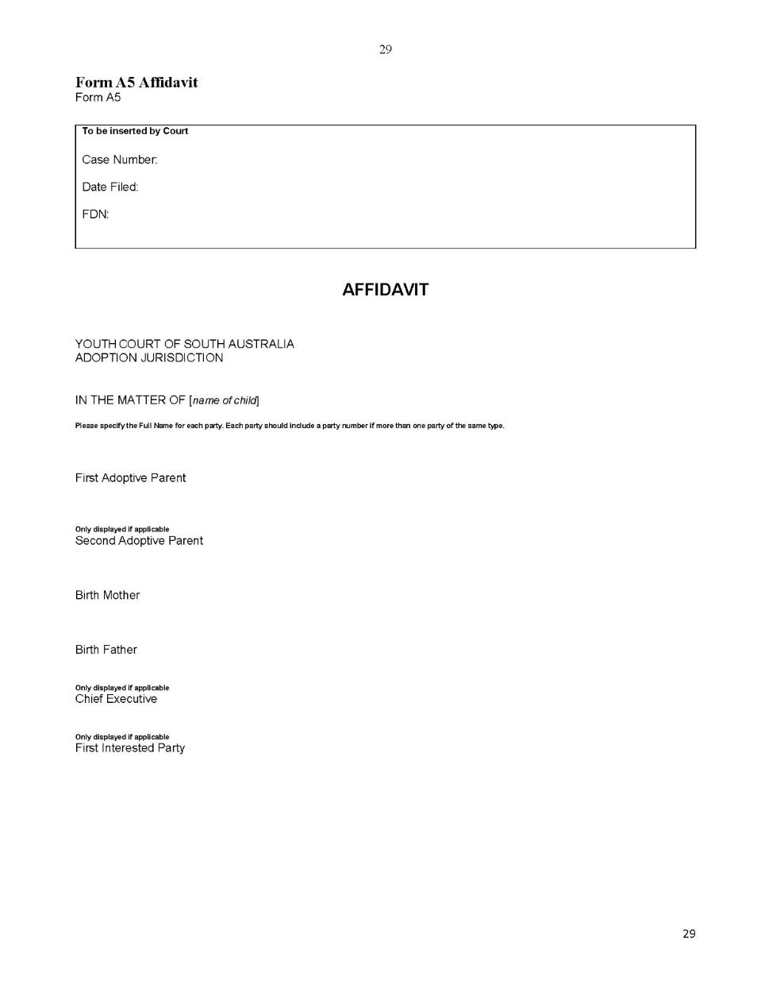 29
Form A5 Affidavit
Form A5
To be inserted by Court
Case Number:
Date Filed:
FDN:
AFFIDAVIT
YOUTH COURT OF SOUTH AUSTRALIA
ADOPTION JURISDICTION
IN THE MATTER OF [name of child]
Please specify the Full Name for each party. Each party should include a party number if more than one party of the same type.
First Adoptive Parent
Only displayed if applicable
Second Adoptive Parent
Birth Mother
Birth Father
Only displayed if applicable
Chief Executive
Only displayed if applicable
First Interested Party
29